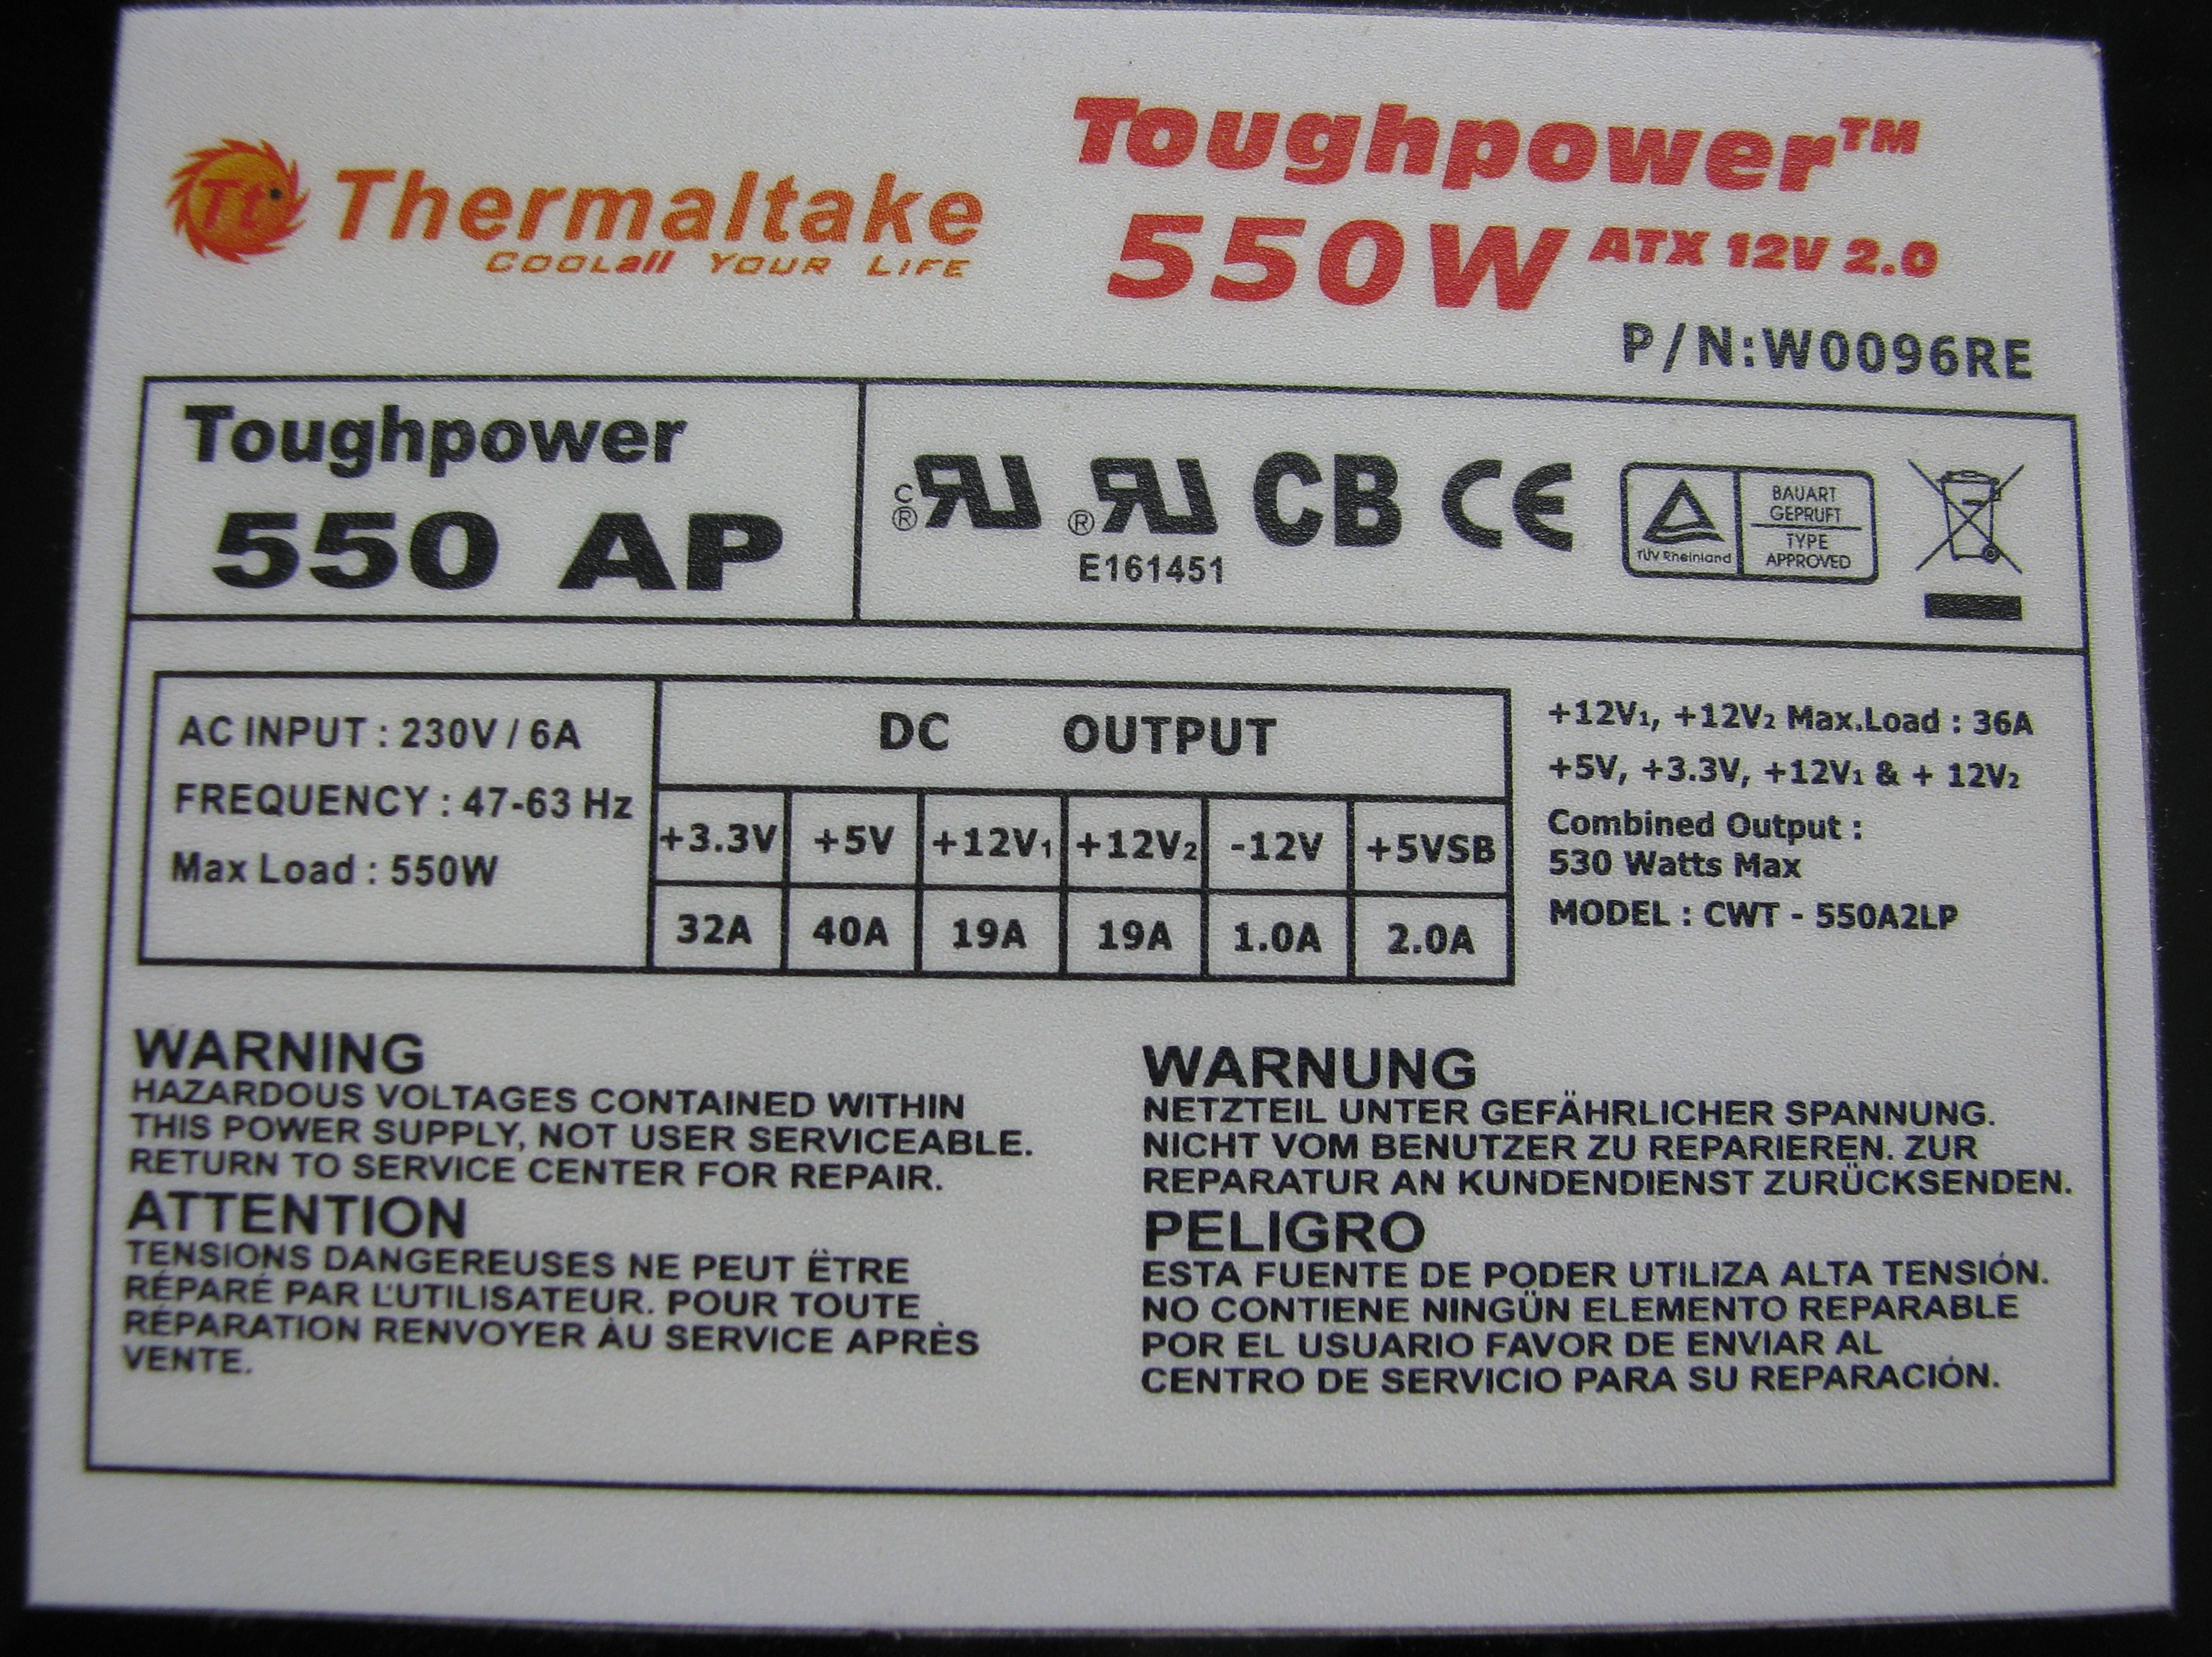 Tt Thermaltake
COOLall YOUR LIFE
Toughpower™
550W ATX 12V 2.0
P/N:W0096RE
Toughpower
550 AP
E161451
CB CE
TÜV Rheinland
BAUART
GEPRUFT
TYPE
APPROVED
AC INPUT : 230V / 6A
FREQUENCY : 47-63 Hz
Max Load : 550W
DC OUTPUT
+3.3V +5V +12V₁ +12V₂ -12V +5VSB
32A 40A 19A 19A 1.0A 2.0A
+12V₁, +12V₂ Max.Load : 36A
+5V, +3.3V, +12V₁ & + 12V₂
Combined Output :
530 Watts Max
MODEL : CWT - 550A2LP
WARNING
HAZARDOUS VOLTAGES CONTAINED WITHIN
THIS POWER SUPPLY, NOT USER SERVICEABLE.
RETURN TO SERVICE CENTER FOR REPAIR.
ATTENTION
TENSIONS DANGEREUSES NE PEUT ËTRE
RÉPARÉ PAR L'UTILISATEUR. POUR TOUTE
RÉPARATION RENVOYER ÀU SERVICE APRÈS
VENTE.
WARNUNG
NETZTEIL UNTER GEFÄHRLICHER SPANNUNG.
NICHT VOM BENUTZER ZU REPARIEREN. ZUR
REPARATUR AN KUNDENDIENST ZURÜCKSENDEN.
PELIGRO
ESTA FUENTE DE PODER UTILIZA ALTA TENSIÓN.
NO CONTIENE NINGÜN ELEMENTO REPARABLE
POR EL USUARIO FAVOR DE ENVIAR AL
CENTRO DE SERVICIO PARA SU REPARACIÓN.